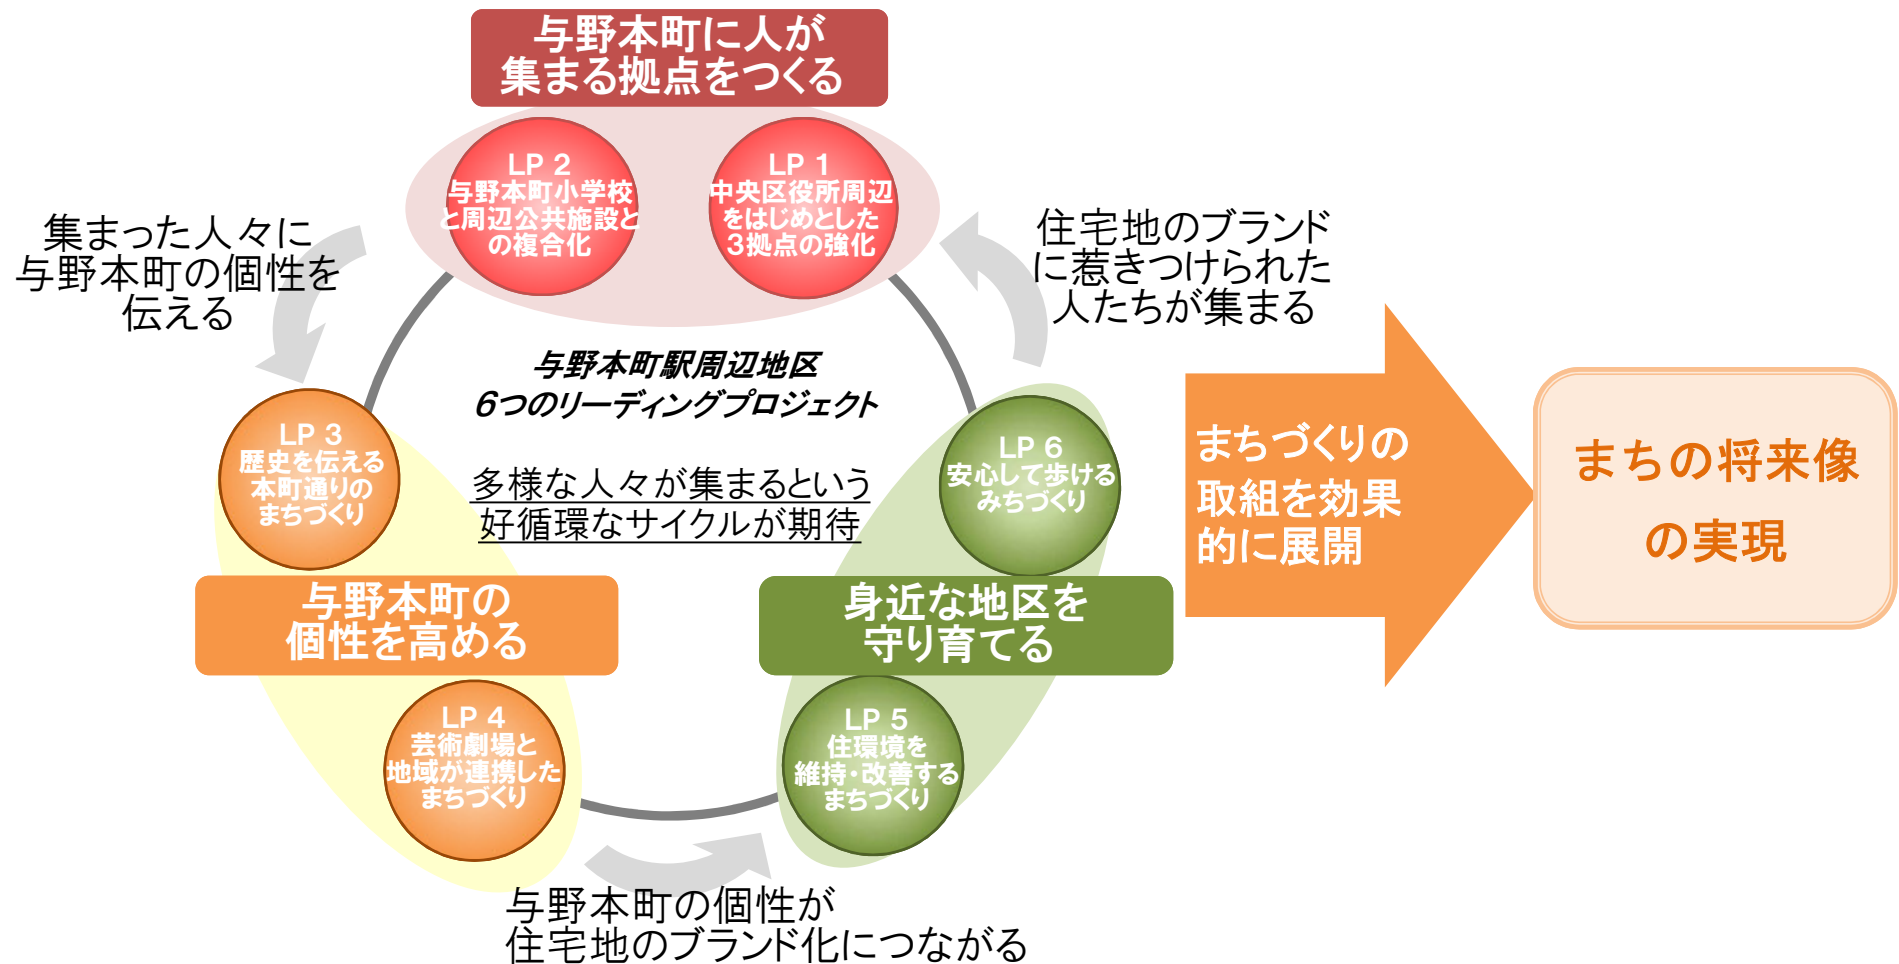 与野本町に人が
集まる拠点をつくる
LP 2
与野本町小学校
と周辺公共施設と
の複合化
LP 1
中央区役所周辺
をはじめとした
3拠点の強化
集まった人々に
与野本町の個性を
伝える
住宅地のブランド
に惹きつけられた
人たちが集まる
与野本町駅周辺地区
6つのリーディングプロジェクト
多様な人々が集まるという
好循環なサイクルが期待
LP 3
歴史を伝える
本町通りの
まちづくり
LP 6
安心して歩ける
みちづくり
与野本町の
個性を高める
身近な地区を
守り育てる
LP 4
芸術劇場と
地域が連携した
まちづくり
LP 5
住環境を
維持・改善する
まちづくり
与野本町の個性が
住宅地のブランド化につながる
まちづくりの
取組を効果
的に展開
まちの将来像
の実現